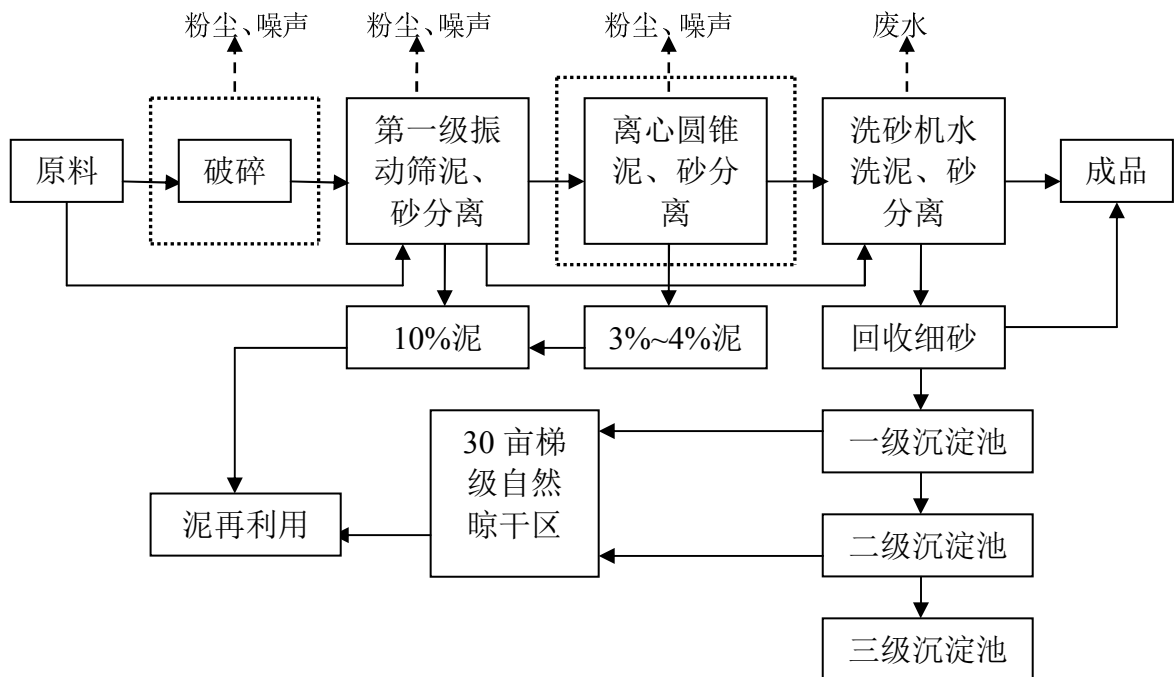 粉尘、噪声
粉尘、噪声
粉尘、噪声
废水
原料
破碎
第一级振
动筛泥、
砂分离
离心圆锥
泥、砂分
离
洗砂机水
洗泥、砂
分离
成品
10%泥
3%~4%泥
回收细砂
30 亩梯
级自然
晾干区
一级沉淀池
泥再利用
二级沉淀池
三级沉淀池